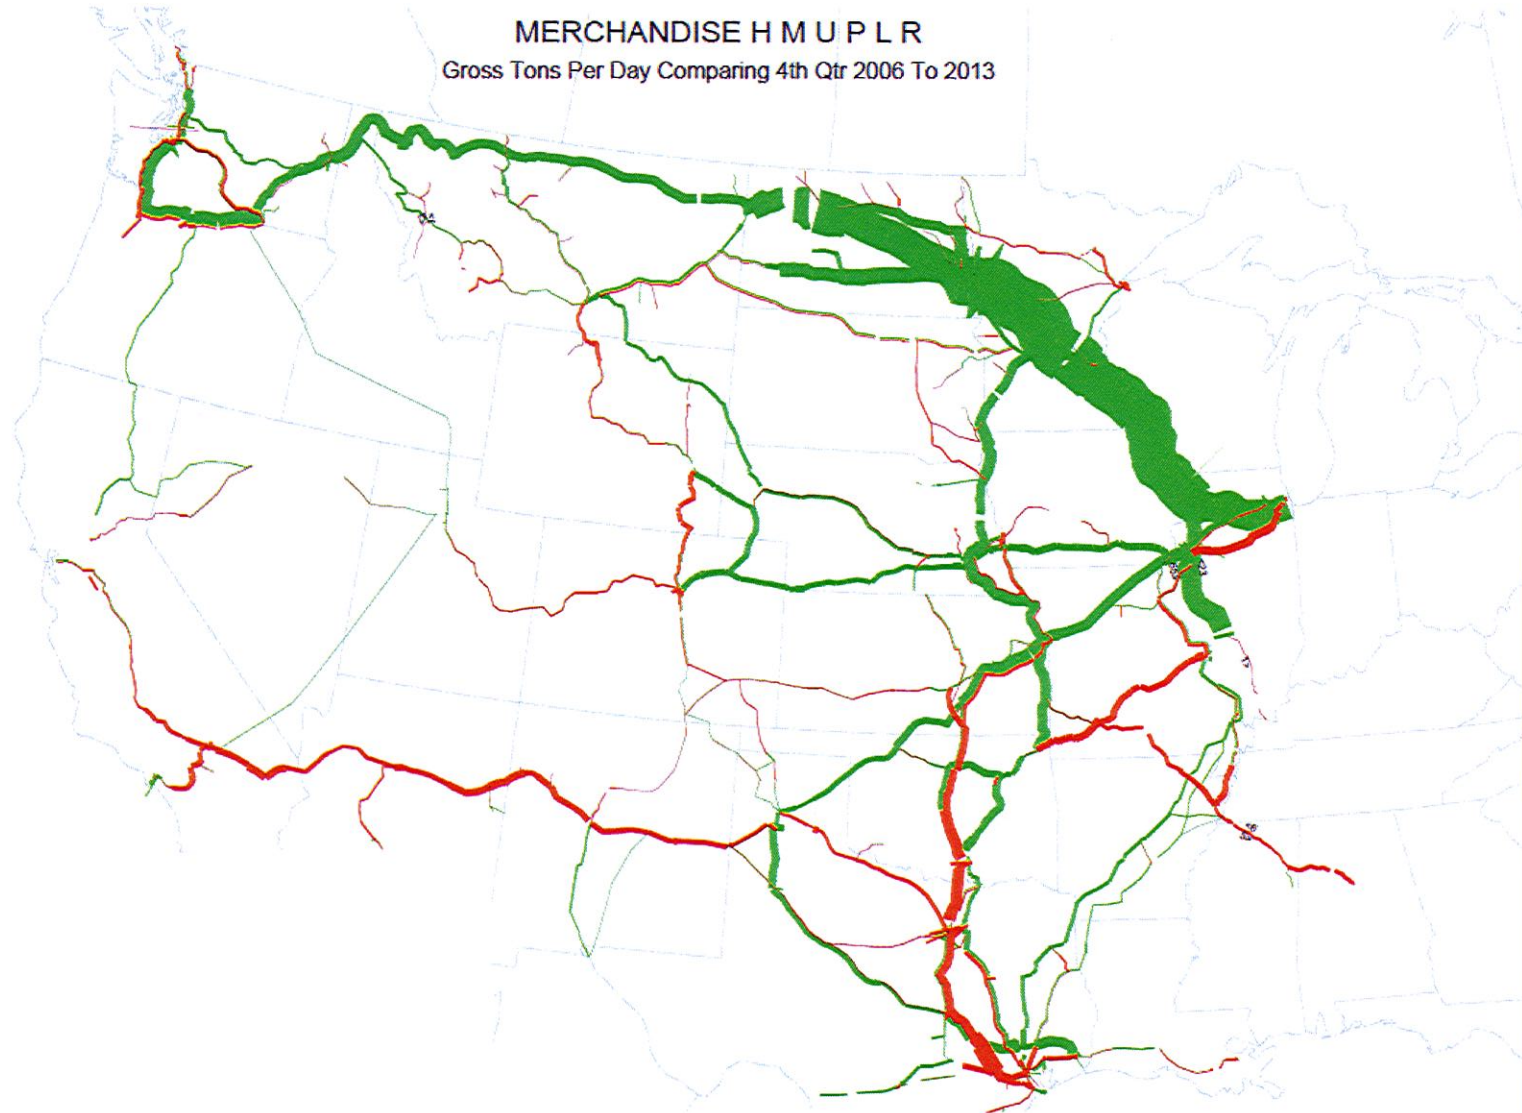 MERCHANDISE H M U P L R
Gross Tons Per Day Comparing 4th Qtr 2006 To 2013